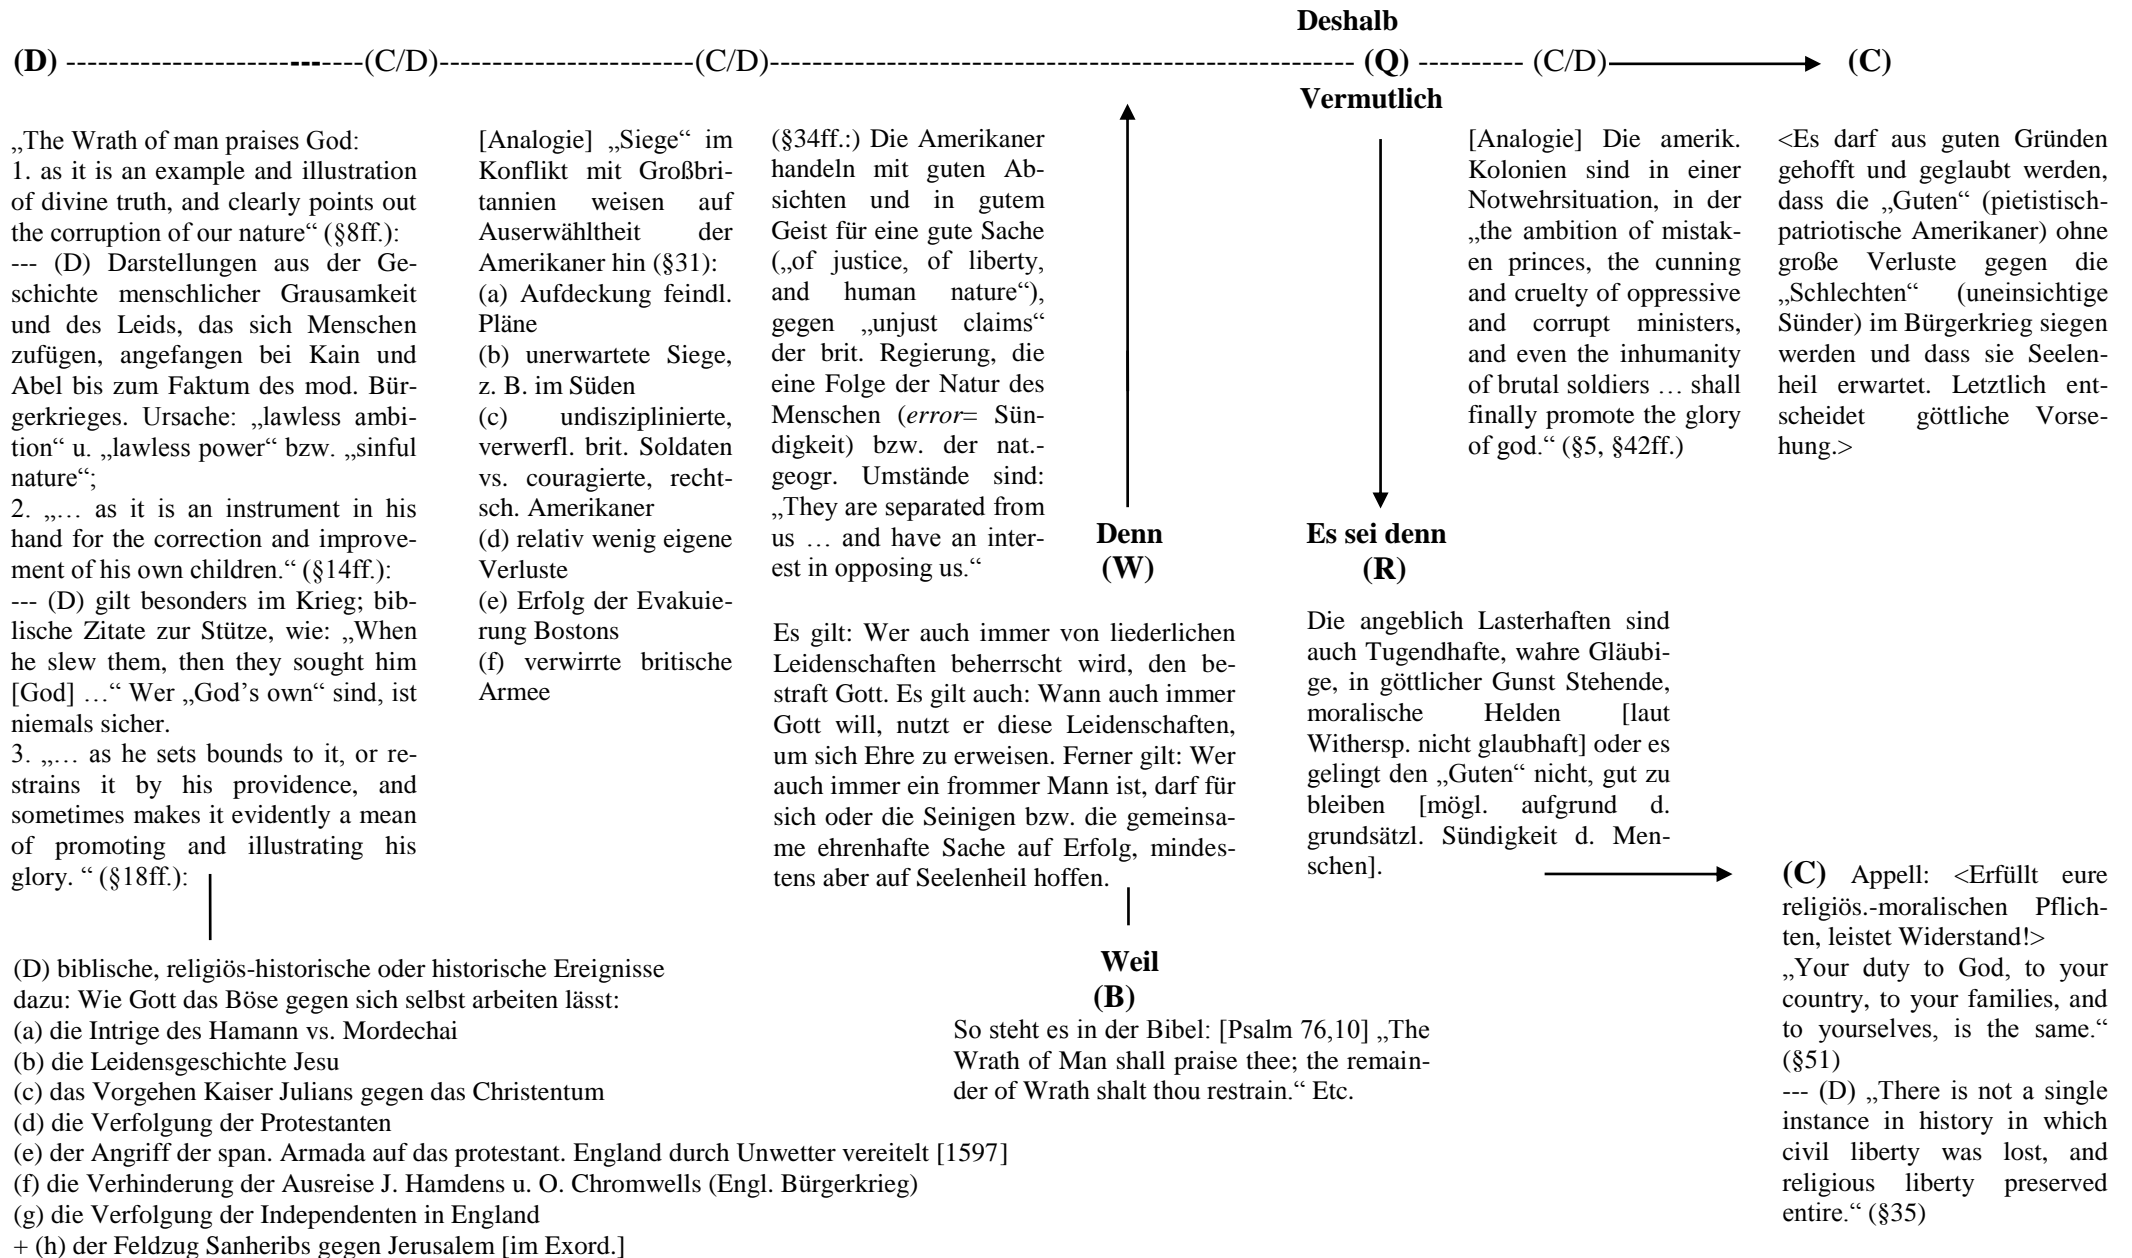 Deshalb
(D) --------------------------(C/D)------------------------(C/D)------------------------------------------------------- (Q) ---------- (C/D) (C)
Vermutlich
„The Wrath of man praises God:
1. as it is an example and illustration
of divine truth, and clearly points out
the corruption of our nature“ (§8ff.):
--- (D) Darstellungen aus der Ge-
schichte menschlicher Grausamkeit
und des Leids, das sich Menschen
zufügen, angefangen bei Kain und
Abel bis zum Faktum des mod. Bür-
gerkrieges. Ursache: „lawless ambi-
tion“ u. „lawless power“ bzw. „sinful
nature“;
2. „… as it is an instrument in his
hand for the correction and improve-
ment of his own children.“ (§14ff.):
--- (D) gilt besonders im Krieg; bib-
lische Zitate zur Stütze, wie: „When
he slew them, then they sought him
[God] …“ Wer „God's own“ sind, ist
niemals sicher.
3. „… as he sets bounds to it, or re-
strains it by his providence, and
sometimes makes it evidently a mean
of promoting and illustrating his
glory. “ (§18ff.):
[Analogie] „Siege“ im
Konflikt mit Großbri-
tannien weisen auf
Auserwähltheit der
Amerikaner hin (§31):
(a) Aufdeckung feindl.
Pläne
(b) unerwartete Siege,
z. B. im Süden
(c) undisziplinierte,
verwerfl. brit. Soldaten
vs. couragierte, recht-
sch. Amerikaner
(d) relativ wenig eigene
Verluste
(e) Erfolg der Evakuie-
rung Bostons
(f) verwirrte britische
Armee
(§34ff.:) Die Amerikaner
handeln mit guten Ab-
sichten und in gutem
Geist für eine gute Sache
(„of justice, of liberty,
and human nature“),
gegen „unjust claims“
der brit. Regierung, die
eine Folge der Natur des
Menschen (error= Sün-
digkeit) bzw. der nat.-
geogr. Umstände sind:
„They are separated from
us … and have an inter-
est in opposing us.“
Denn
(W)
Es gilt: Wer auch immer von liederlichen
Leidenschaften beherrscht wird, den be-
straft Gott. Es gilt auch: Wann auch immer
Gott will, nutzt er diese Leidenschaften,
um sich Ehre zu erweisen. Ferner gilt: Wer
auch immer ein frommer Mann ist, darf für
sich oder die Seinigen bzw. die gemeinsa-
me ehrenhafte Sache auf Erfolg, mindes-
tens aber auf Seelenheil hoffen.
Es sei denn
(R)
Die angeblich Lasterhaften sind
auch Tugendhafte, wahre Gläubi-
ge, in göttlicher Gunst Stehende,
moralische Helden [laut
Withersp. nicht glaubhaft] oder es
gelingt den „Guten“ nicht, gut zu
bleiben [mögl. aufgrund d.
grundsätzl. Sündigkeit d. Men-
schen].
[Analogie] Die amerik.
Kolonien sind in einer
Notwehrsituation, in der
„the ambition of mistak-
en princes, the cunning
and cruelty of oppressive
and corrupt ministers,
and even the inhumanity
of brutal soldiers … shall
finally promote the glory
of god.“ (§5, §42ff.)
<Es darf aus guten Gründen
gehofft und geglaubt werden,
dass die „Guten“ (pietistisch-
patriotische Amerikaner) ohne
große Verluste gegen die
„Schlechten“ (uneinsichtige
Sünder) im Bürgerkrieg siegen
werden und dass sie Seelen-
heil erwartet. Letztlich ent-
scheidet göttliche Vorse-
hung.>
(C) Appell: <Erfüllt eure
religiös.-moralischen Pflich-
ten, leistet Widerstand!>
„Your duty to God, to your
country, to your families, and
to yourselves, is the same.“
(§51)
--- (D) „There is not a single
instance in history in which
civil liberty was lost, and
religious liberty preserved
entire.“ (§35)
Weil
(B)
So steht es in der Bibel: [Psalm 76,10] „The
Wrath of Man shall praise thee; the remain-
der of Wrath shalt thou restrain.“ Etc.
(D) biblische, religiös-historische oder historische Ereignisse
dazu: Wie Gott das Böse gegen sich selbst arbeiten lässt:
(a) die Intrige des Hamann vs. Mordechai
(b) die Leidensgeschichte Jesu
(c) das Vorgehen Kaiser Julians gegen das Christentum
(d) die Verfolgung der Protestanten
(e) der Angriff der span. Armada auf das protestant. England durch Unwetter vereitelt [1597]
(f) die Verhinderung der Ausreise J. Hamdens u. O. Chromwells (Engl. Bürgerkrieg)
(g) die Verfolgung der Independenten in England
+ (h) der Feldzug Sanheribs gegen Jerusalem [im Exord.]